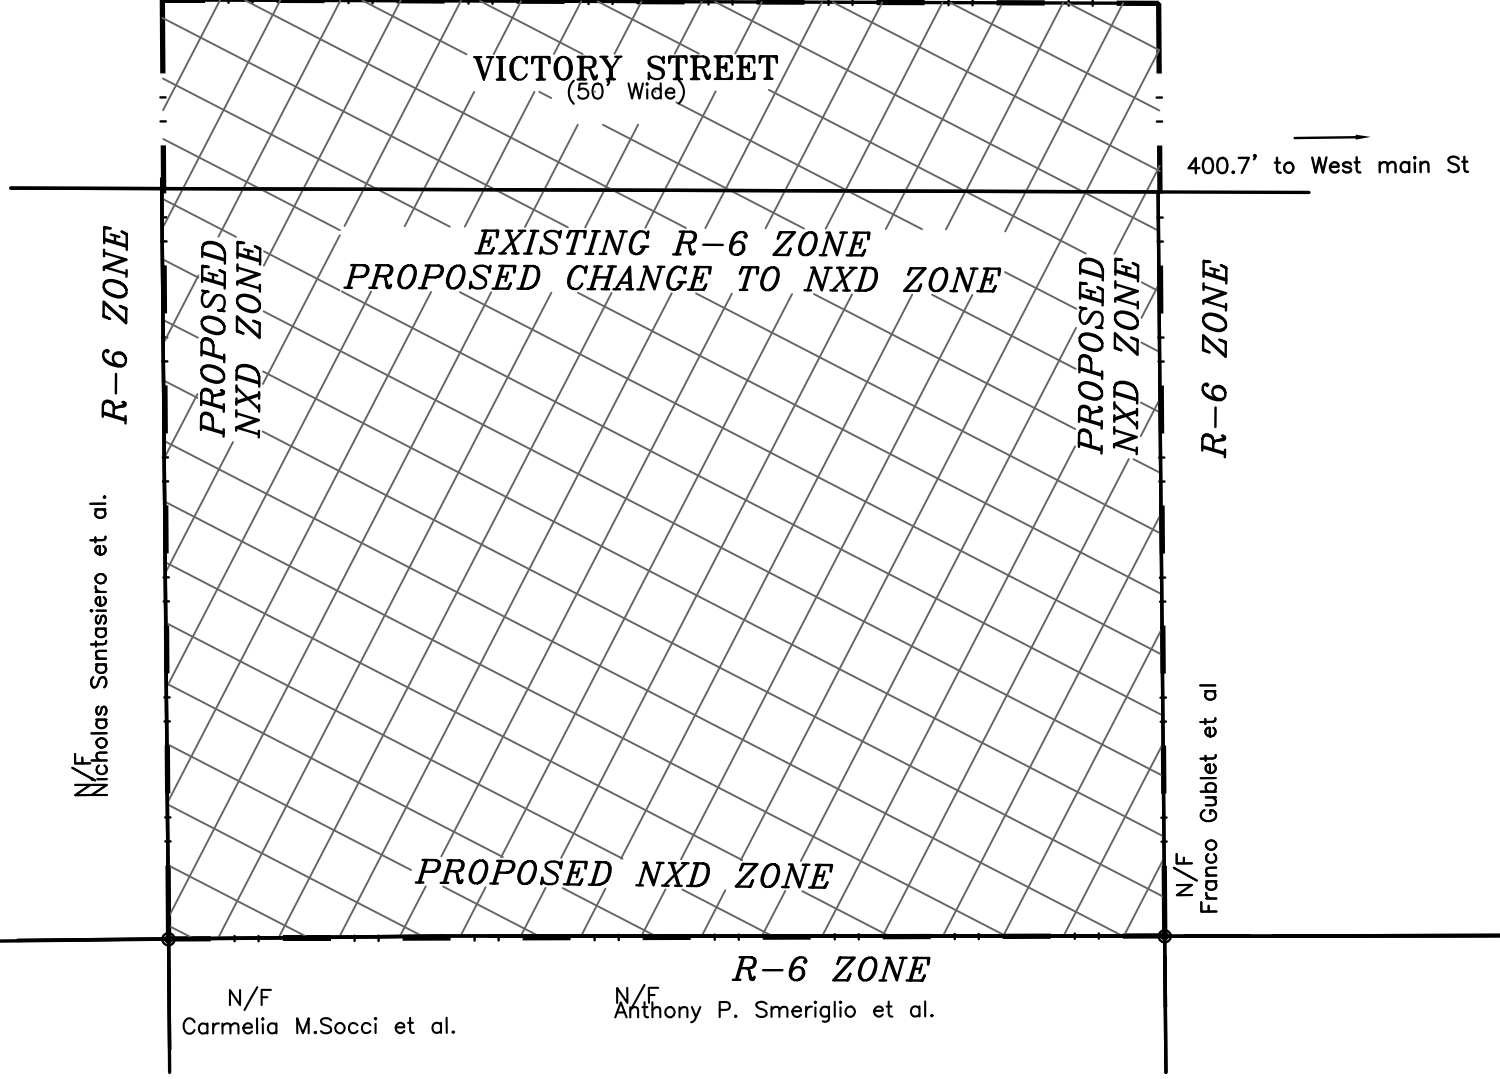 VICTORY STREET
(50' Wide)
400.7' to West main St
EXISTING R-6 ZONE
PROPOSED CHANGE TO NXD ZONE
R-6 ZONE
PROPOSED
NXD ZONE
PROPOSED
NXD ZONE
R-6 ZONE
N/F
Nicholas Santasiero et al.
N/F
Franco Gublet et al
PROPOSED NXD ZONE
R-6 ZONE
N/F
Carmelia M.Socci et al.
N/F
Anthony P. Smeriglio et al.